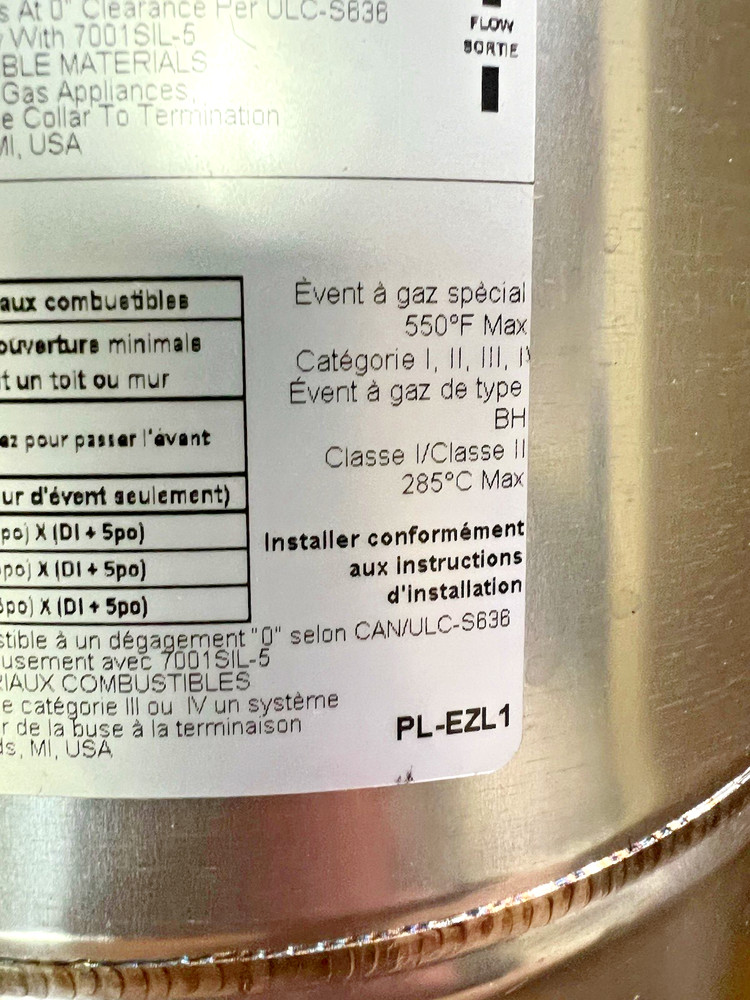 At 0" Clearance Per ULC-S636
With 7001SIL-5
BLE MATERIALS
Gas Appliances,
e Collar To Termination
MI, USA
FLOW
SORTIE
aux combustibles
ouverture minimale
t un toit ou mur
ez pour passer l'évent
ur d'évent seulement)
po) X (DI + 5po)
po) X (DI + 5po)
po) X (DI + 5po)
Évent à gaz spécial
550°F Max
Catégorie I, II, III, IV
Évent à gaz de type
BH
Classe I/Classe II
285°C Max
Installer conformément
aux instructions
d'installation
stible à un dégagement "0" selon CAN/ULC-S636
usement avec 7001SIL-5
RIAUX COMBUSTIBLES
e catégorie III ou IV un système
r de la buse à la terminaison
ds, MI, USA
PL-EZL1